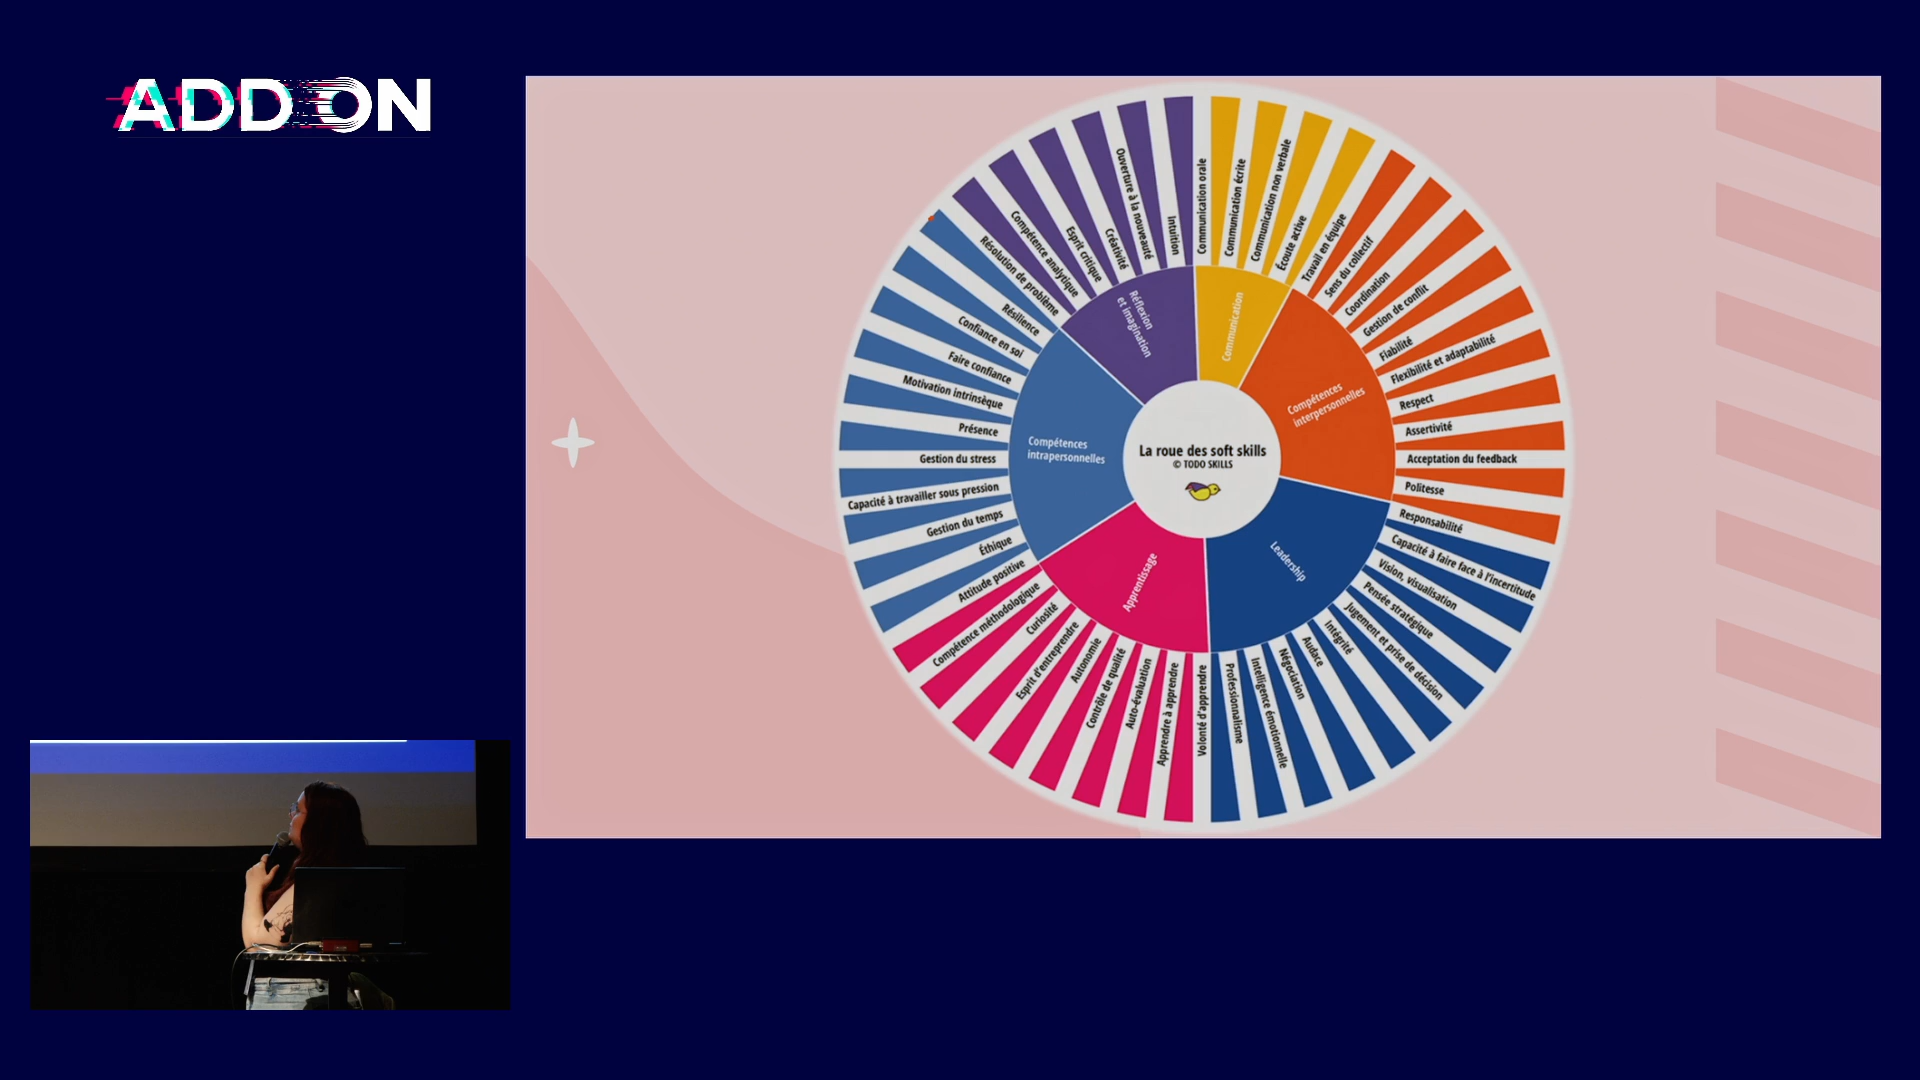 ADDON
La roue des soft skills
© TODO SKILLS
Communication
Communication orale
Communication écrite
Communication non verbale
Écoute active
Compétences
interpersonnelles
Travail en équipe
Sens du collectif
Coordination
Gestion de conflit
Fiabilité
Flexibilité et adaptabilité
Respect
Assertivité
Acceptation du feedback
Politesse
Leadership
Responsabilité
Capacité à faire face à l'incertitude
Vision, visualisation
Pensée stratégique
Jugement et prise de décision
Intégrité
Audace
Négociation
Intelligence émotionnelle
Professionnalisme
Apprentissage
Volonté d'apprendre
Apprendre à apprendre
Auto-évaluation
Contrôle de qualité
Autonomie
Esprit d'entreprendre
Curiosité
Compétence méthodologique
Compétences
intrapersonnelles
Attitude positive
Éthique
Gestion du temps
Capacité à travailler sous pression
Gestion du stress
Présence
Motivation intrinsèque
Faire confiance
Confiance en soi
Résilience
Réflexion
et imagination
Résolution de problème
Compétence analytique
Esprit critique
Créativité
Ouverture à la nouveauté
Intuition